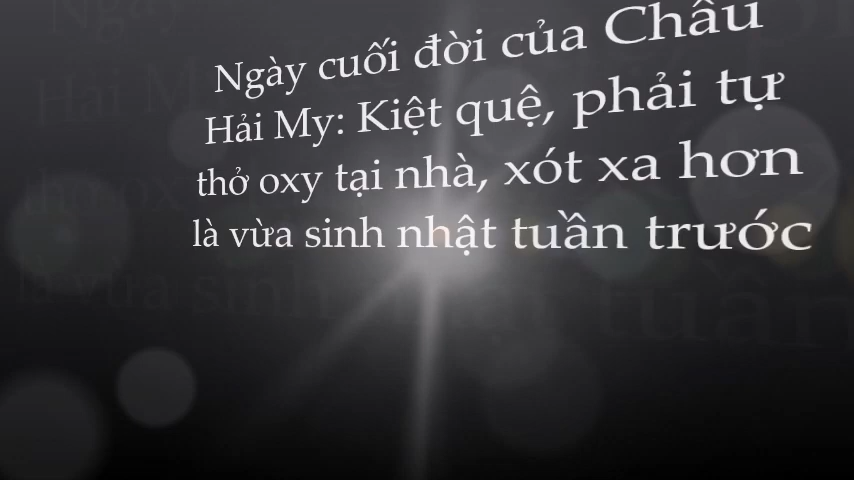 Ngày cuối đời của Châu
Hải My: Kiệt quệ, phải tự
thở oxy tại nhà, xót xa hơn
là vừa sinh nhật tuần trước